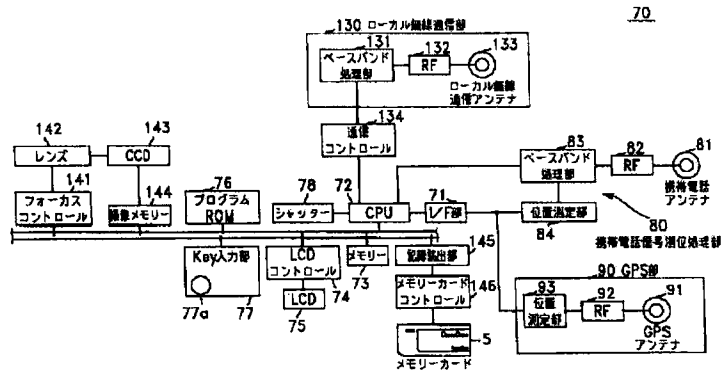 70
130 ローカル無線通信部
131
132
133
ベースバンド
処理部
RF
ローカル無線
通信アンテナ
134
通信
コントロール
142
143
レンズ
CCD
141
フォーカス
コントロール
144
撮像メモリー
76
プログラム
ROM
78
シャッター
72
CPU
71
I/F部
83
ベースバンド
処理部
82
RF
81
携帯電話
アンテナ
位置測定部
84
80
携帯電話信号測位処理部
Key入力部
77a
77
LCD
コントロール
74
LCD
75
メモリー
73
記録読出部
145
メモリーカード
コントロール
146
5
メモリーカード
90 GPS部
93
位置
測定部
92
RF
91
GPS
アンテナ